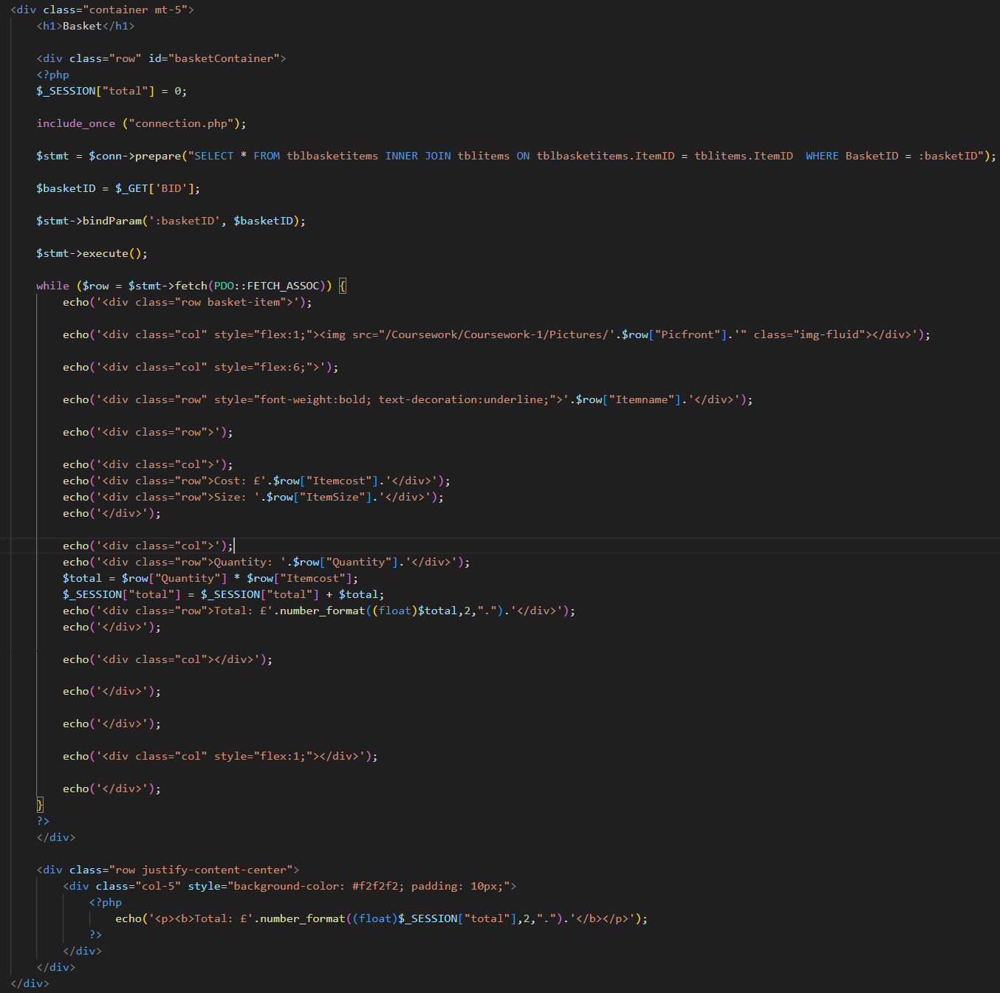 <div class="container mt-5">
<h1>Basket</h1>
<div class="row" id="basketContainer">
<?php
$_SESSION["total"] = 0;
include_once ("connection.php");
$stmt = $conn->prepare("SELECT * FROM tblbasketitems INNER JOIN tblitems ON tblbasketitems.ItemID = tblitems.ItemID  WHERE BasketID = :basketID");
$basketID = $_GET['BID'];
$stmt->bindParam(':basketID', $basketID);
$stmt->execute();
while ($row = $stmt->fetch(PDO::FETCH_ASSOC)) {
echo('<div class="row basket-item">');
echo('<div class="col" style="flex:1;"><img src="/Coursework/Coursework-1/Pictures/'.$row["Picfront"].'" class="img-fluid"></div>');
echo('<div class="col" style="flex:6;">');
echo('<div class="row" style="font-weight:bold; text-decoration:underline;">'.$row["Itemname"].'</div>');
echo('<div class="row">');
echo('<div class="col">');
echo('<div class="row">Cost: £'.$row["Itemcost"].'</div>');
echo('<div class="row">Size: '.$row["ItemSize"].'</div>');
echo('</div>');
echo('<div class="col">');
echo('<div class="row">Quantity: '.$row["Quantity"].'</div>');
$total = $row["Quantity"] * $row["Itemcost"];
$_SESSION["total"] = $_SESSION["total"] + $total;
echo('<div class="row">Total: £'.number_format((float)$total,2,".").'</div>');
echo('</div>');
echo('<div class="col"></div>');
echo('</div>');
echo('</div>');
echo('<div class="col" style="flex:1;"></div>');
echo('</div>');
}
?>
</div>
<div class="row justify-content-center">
<div class="col-5" style="background-color: #f2f2f2; padding: 10px;">
<?php
echo('<p><b>Total: £'.number_format((float)$_SESSION["total"],2,".").'</b></p>');
?>
</div>
</div>
</div>